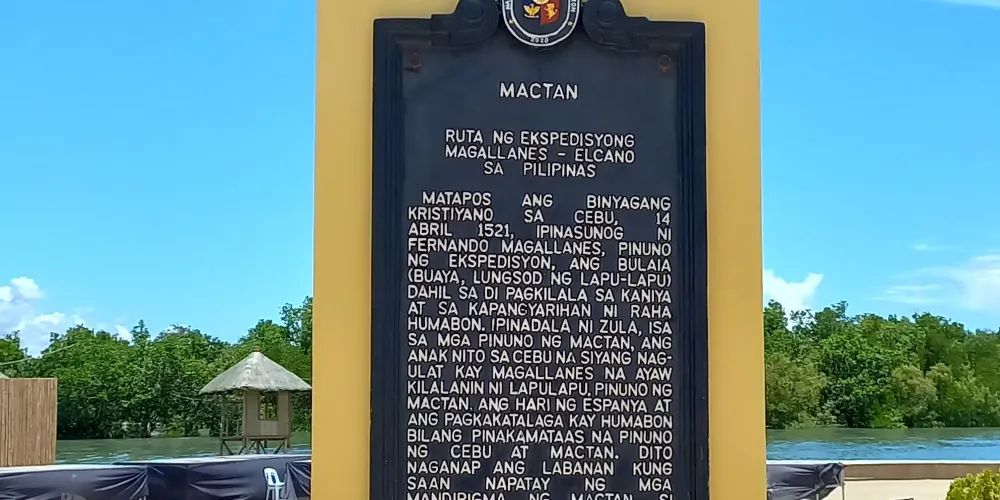 2020
MACTAN
RUTA NG EKSPEDISYONG
MAGALLANES – ELCANO
SA PILIPINAS
MATAPOS ANG BINYAGANG
KRISTIYANO SA CEBU, 14
ABRIL 1521, IPINASUNOG NI
FERNANDO MAGALLANES, PINUNO
NG EKSPEDISYON, ANG BULAIA
(BUAYA, LUNGSOD NG LAPU-LAPU)
DAHIL SA DI PAGKILALA SA KANIYA
AT SA KAPANGYARIHAN NI RAHA
HUMABON. IPINADALA NI ZULA, ISA
SA MGA PINUNO NG MACTAN, ANG
ANAK NITO SA CEBU NA SIYANG NAG-
ULAT KAY MAGALLANES NA AYAW
KILALANIN NI LAPULAPU, PINUNO NG
MACTAN. ANG HARI NG ESPANYA AT
ANG PAGKAKATALAGA KAY HUMABON
BILANG PINAKAMATAAS NA PINUNO
NG CEBU AT MACTAN. DITO
NAGANAP ANG LABANAN KUNG
SAAN NAPATAY NG MGA
MANDIRIGMA NG MACTAN SI